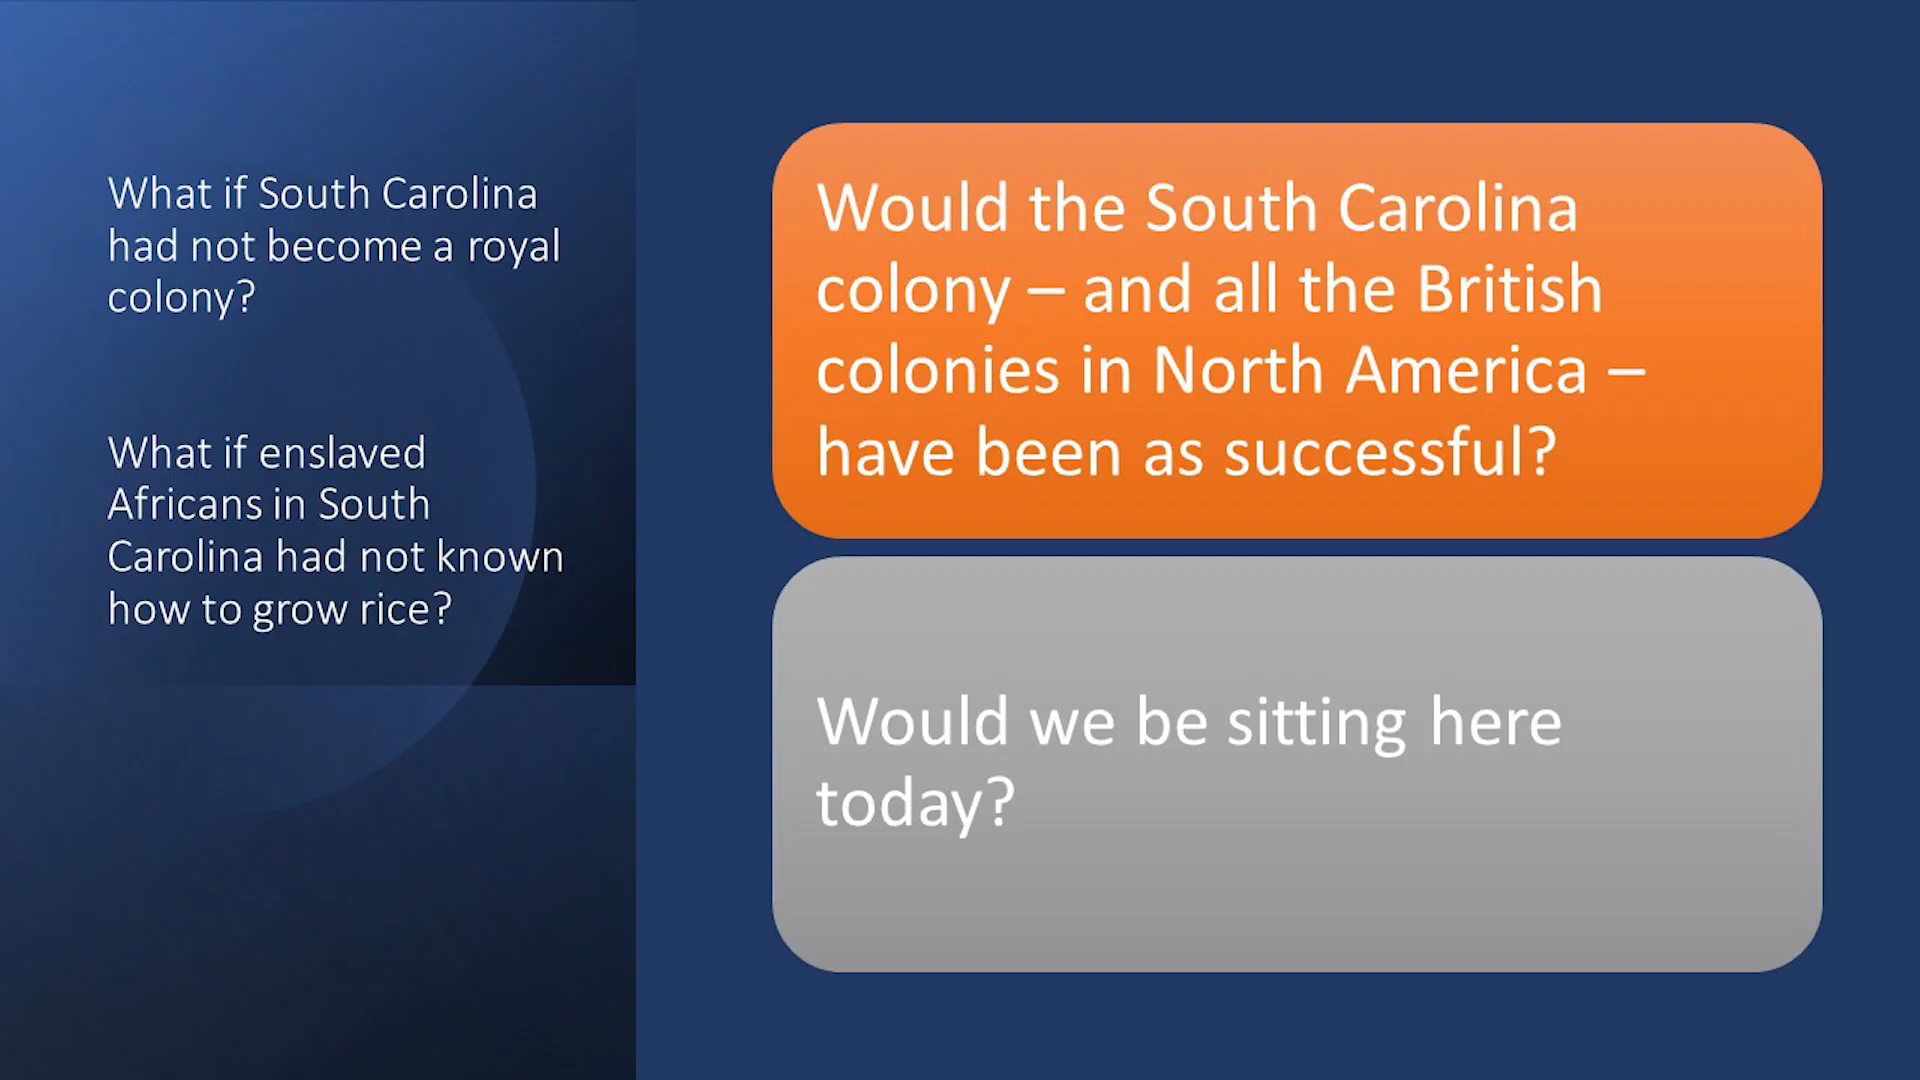 What if South Carolina
had not become a royal
colony?
What if enslaved
Africans in South
Carolina had not known
how to grow rice?
Would the South Carolina
colony – and all the British
colonies in North America –
have been as successful?
Would we be sitting here
today?